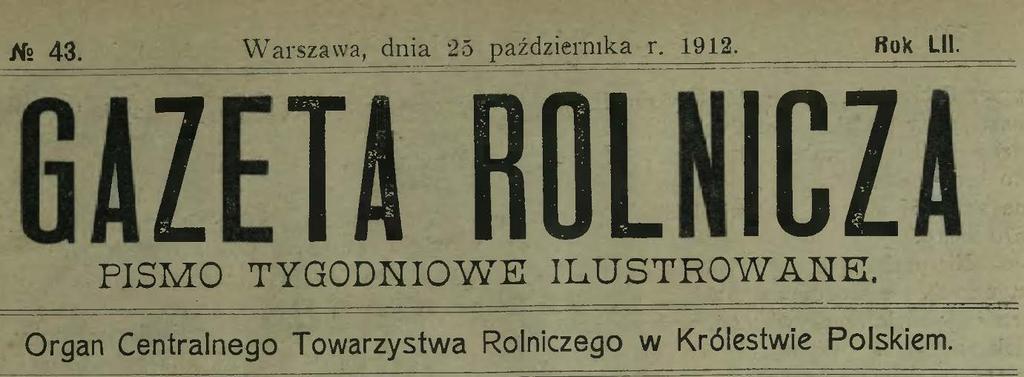 № 43. Warszawa, dnia 25 października r. 1912. Rok LII.
GAZETA ROLNICZA
PISMO TYGODNIOWE ILUSTROWANE.
Organ Centralnego Towarzystwa Rolniczego w Królestwie Polskiem.